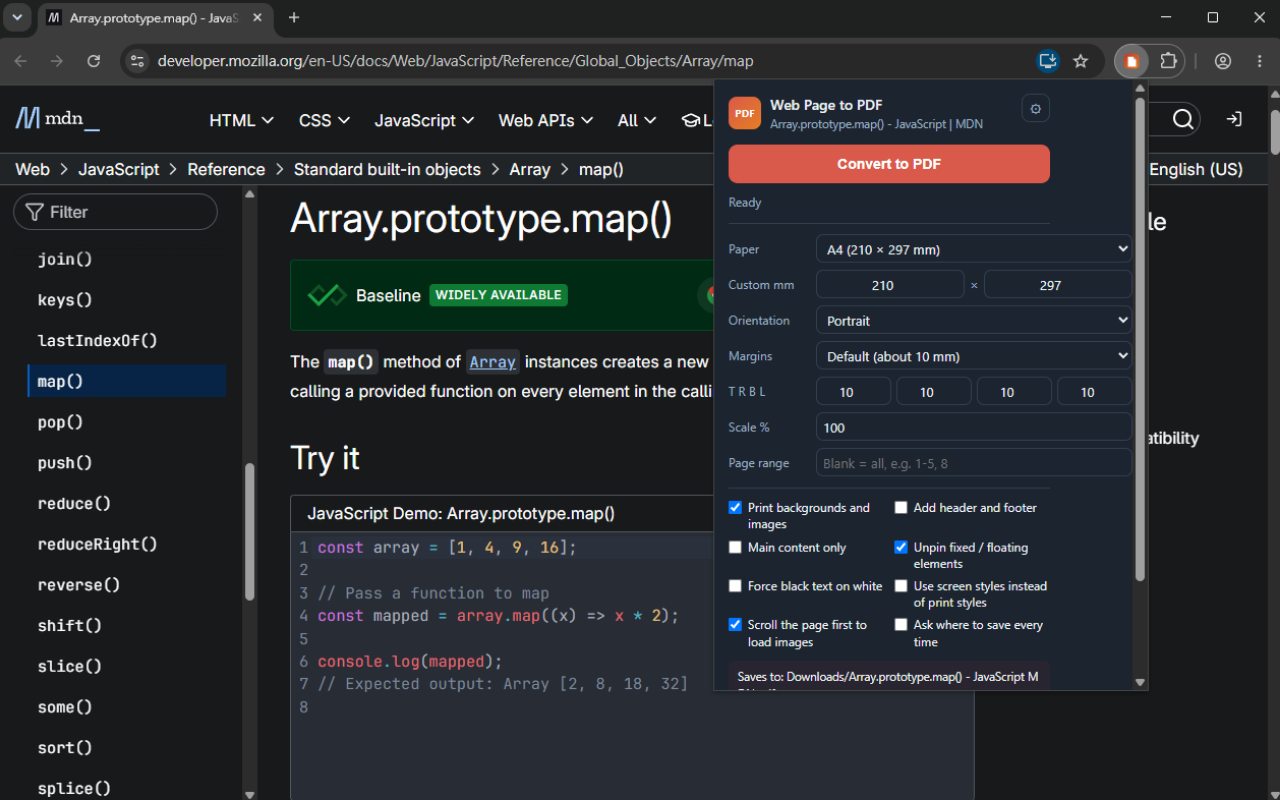 Array.prototype.map() - JavaS
developer.mozilla.org/en-US/docs/Web/JavaScript/Reference/Global_Objects/Array/map
mdn_
HTML
CSS
JavaScript
Web APIs
All
L
Web > JavaScript > Reference > Standard built-in objects > Array > map()
English (US)
Filter
join()
keys()
lastIndexOf()
map()
pop()
push()
reduce()
reduceRight()
reverse()
shift()
slice()
some()
sort()
splice()
Array.prototype.map()
Baseline WIDELY AVAILABLE
The map() method of Array instances creates a new
calling a provided function on every element in the calli
Try it
JavaScript Demo: Array.prototype.map()
1 const array = [1, 4, 9, 16];
2
3 // Pass a function to map
4 const mapped = array.map((x) => x * 2);
5
6 console.log(mapped);
7 // Expected output: Array [2, 8, 18, 32]
8
PDF
Web Page to PDF
Array.prototype.map() - JavaScript | MDN
Convert to PDF
Ready
Paper A4 (210 × 297 mm)
Custom mm 210 × 297
Orientation Portrait
Margins Default (about 10 mm)
T R B L 10 10 10 10
Scale % 100
Page range Blank = all, e.g. 1-5, 8
Print backgrounds and
images
Add header and footer
Main content only
Unpin fixed / floating
elements
Force black text on white
Use screen styles instead
of print styles
Scroll the page first to
load images
Ask where to save every
time
Saves to: Downloads/Array.prototype.map() - JavaScript M
le
atibility